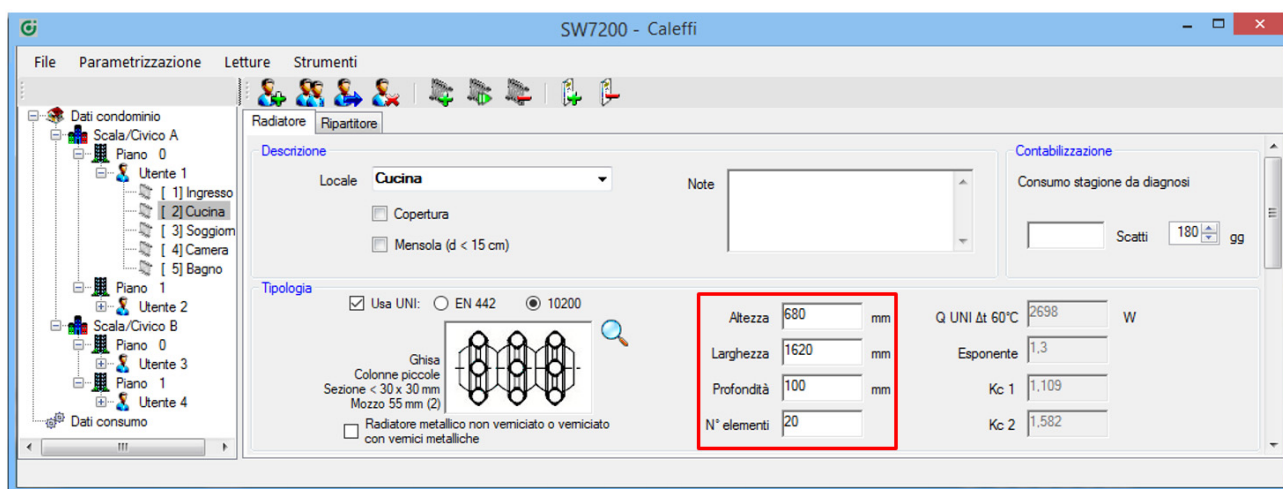 SW7200 - Caleffi
File Parametrizzazione Letture Strumenti
Dati condominio
Scala/Civico A
Piano 0
Utente 1
[ 1] Ingresso
[ 2] Cucina
[ 3] Soggiorn
[ 4] Camera
[ 5] Bagno
Piano 1
Utente 2
Scala/Civico B
Piano 0
Utente 3
Piano 1
Utente 4
Dati consumo
Radiatore Ripartitore
Descrizione
Locale Cucina
Copertura
Mensola (d < 15 cm)
Note
Contabilizzazione
Consumo stagione da diagnosi
Scatti 180 gg
Tipologia
Usa UNI: EN 442 10200
Ghisa
Colonne piccole
Sezione < 30 x 30 mm
Mozzo 55 mm (2)
Radiatore metallico non verniciato o verniciato
con vernici metalliche
Altezza 680 mm
Larghezza 1620 mm
Profondità 100 mm
N° elementi 20
Q UNI Δt 60°C 2698 W
Esponente 1,3
Kc 1 1,109
Kc 2 1,582